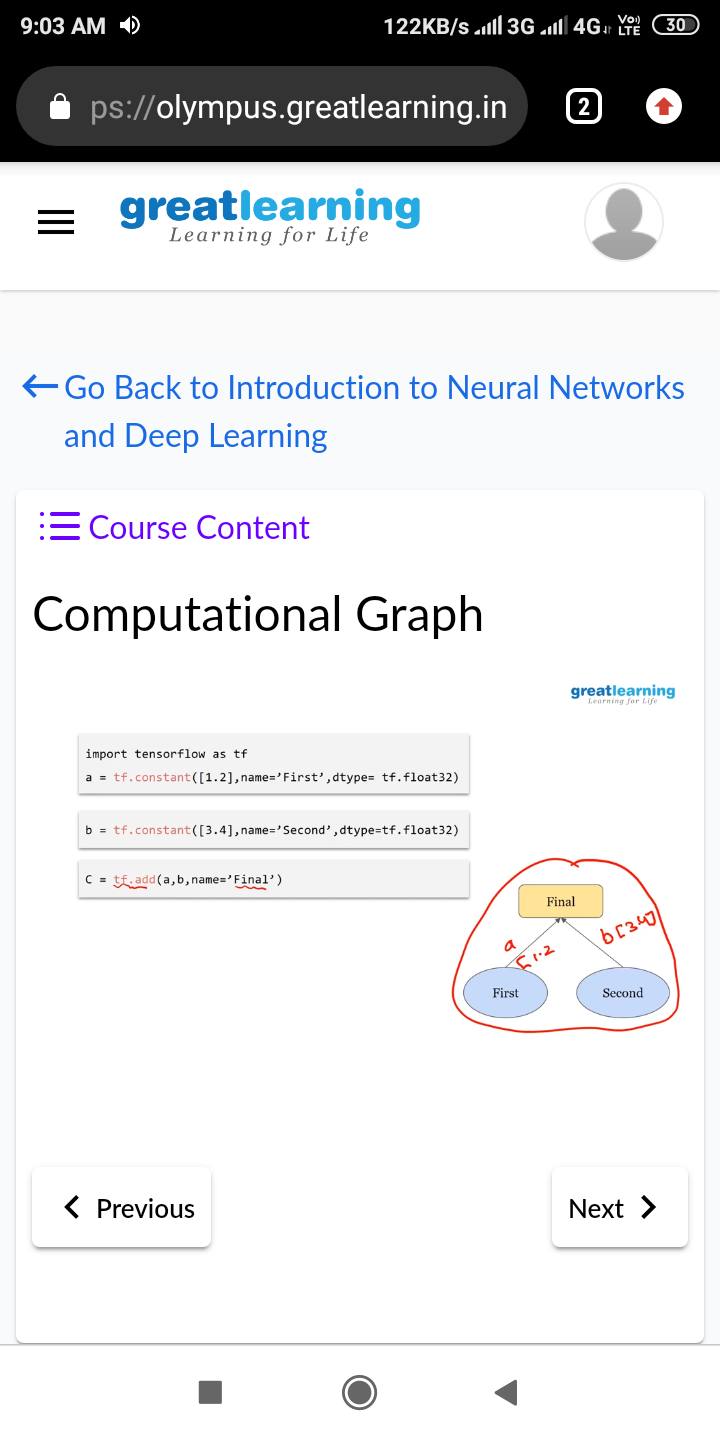 9:03 AM 122KB/s 3G 4G Vo) LTE 30
ps://olympus.greatlearning.in 2
greatlearning
Learning for Life
Go Back to Introduction to Neural Networks
and Deep Learning
Course Content
Computational Graph
greatlearning
Learning for Life
import tensorflow as tf
a = tf.constant([1.2],name=’First’,dtype= tf.float32)
b = tf.constant([3.4],name=’Second’,dtype=tf.float32)
C = tf.add(a,b,name=’Final’)
Final
a b[3.4]
[1.2
First Second
Previous Next